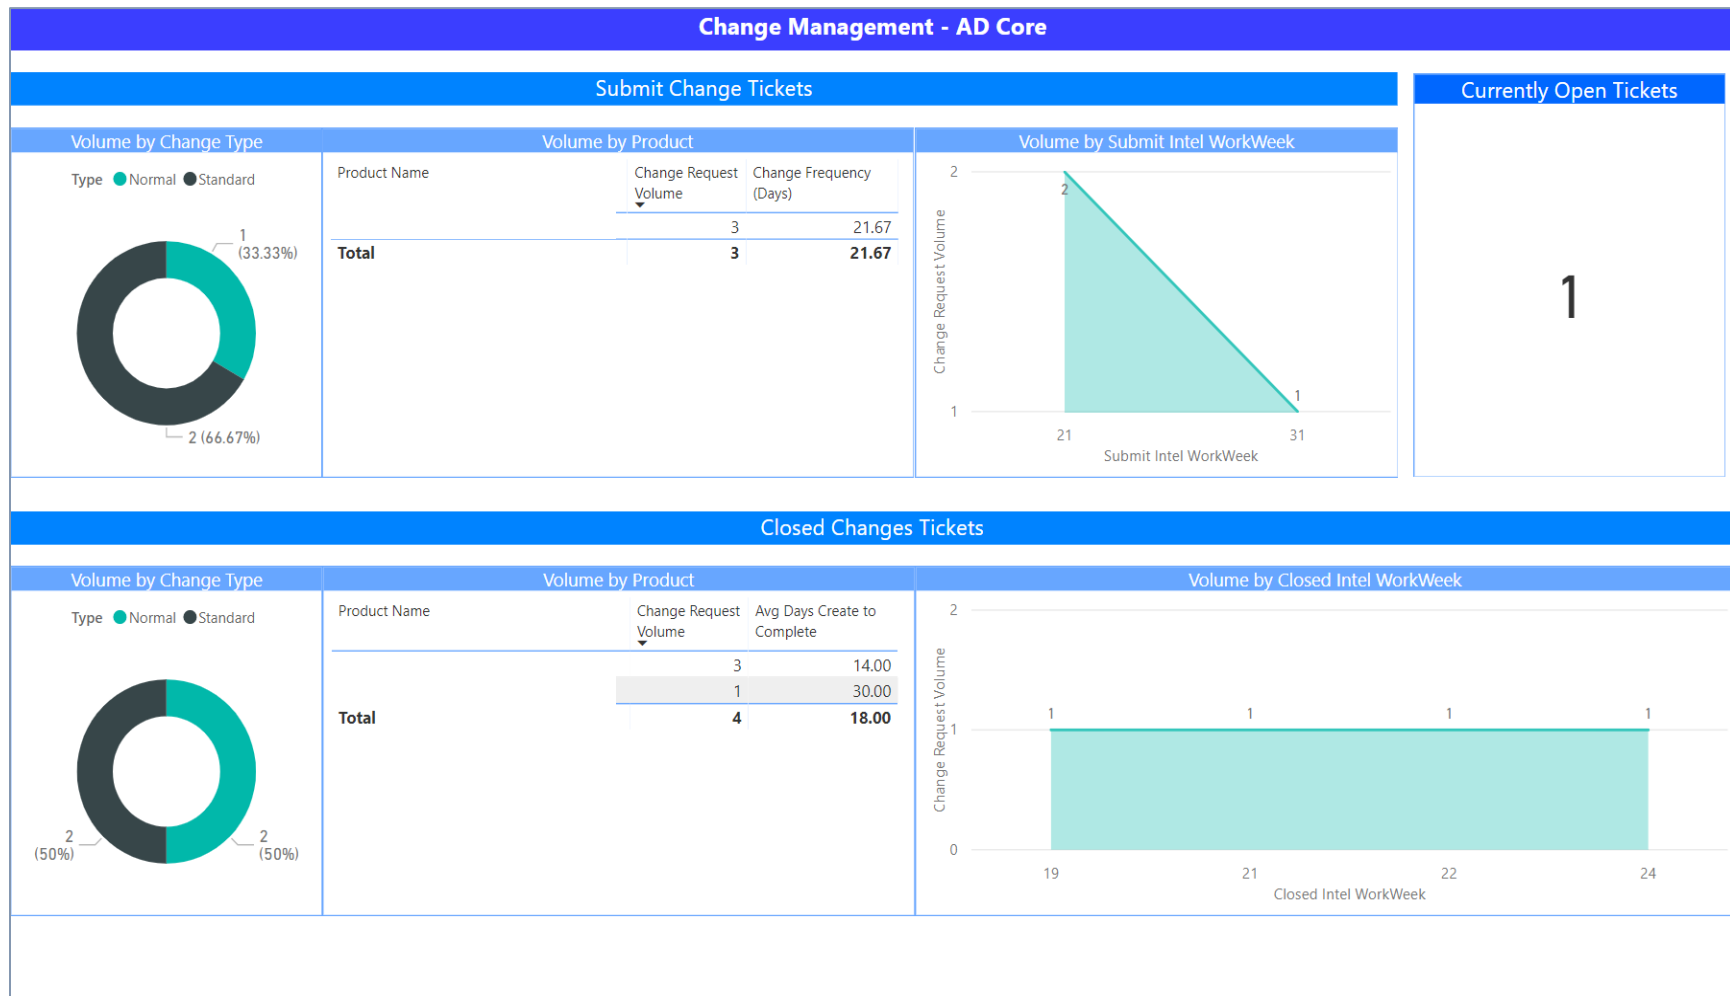 Change Management - AD Core
Submit Change Tickets
Currently Open Tickets
Volume by Change Type
Type Normal Standard
1
(33.33%)
2 (66.67%)
Volume by Product
Product Name Change Request Volume Change Frequency (Days)
3 21.67
Total 3 21.67
Volume by Submit Intel WorkWeek
Change Request Volume
2
1
2
1
21 31
Submit Intel WorkWeek
1
Closed Changes Tickets
Volume by Change Type
Type Normal Standard
2
(50%)
2
(50%)
Volume by Product
Product Name Change Request Volume Avg Days Create to Complete
3 14.00
1 30.00
Total 4 18.00
Volume by Closed Intel WorkWeek
Change Request Volume
2
1
0
1 1 1 1
19 21 22 24
Closed Intel WorkWeek